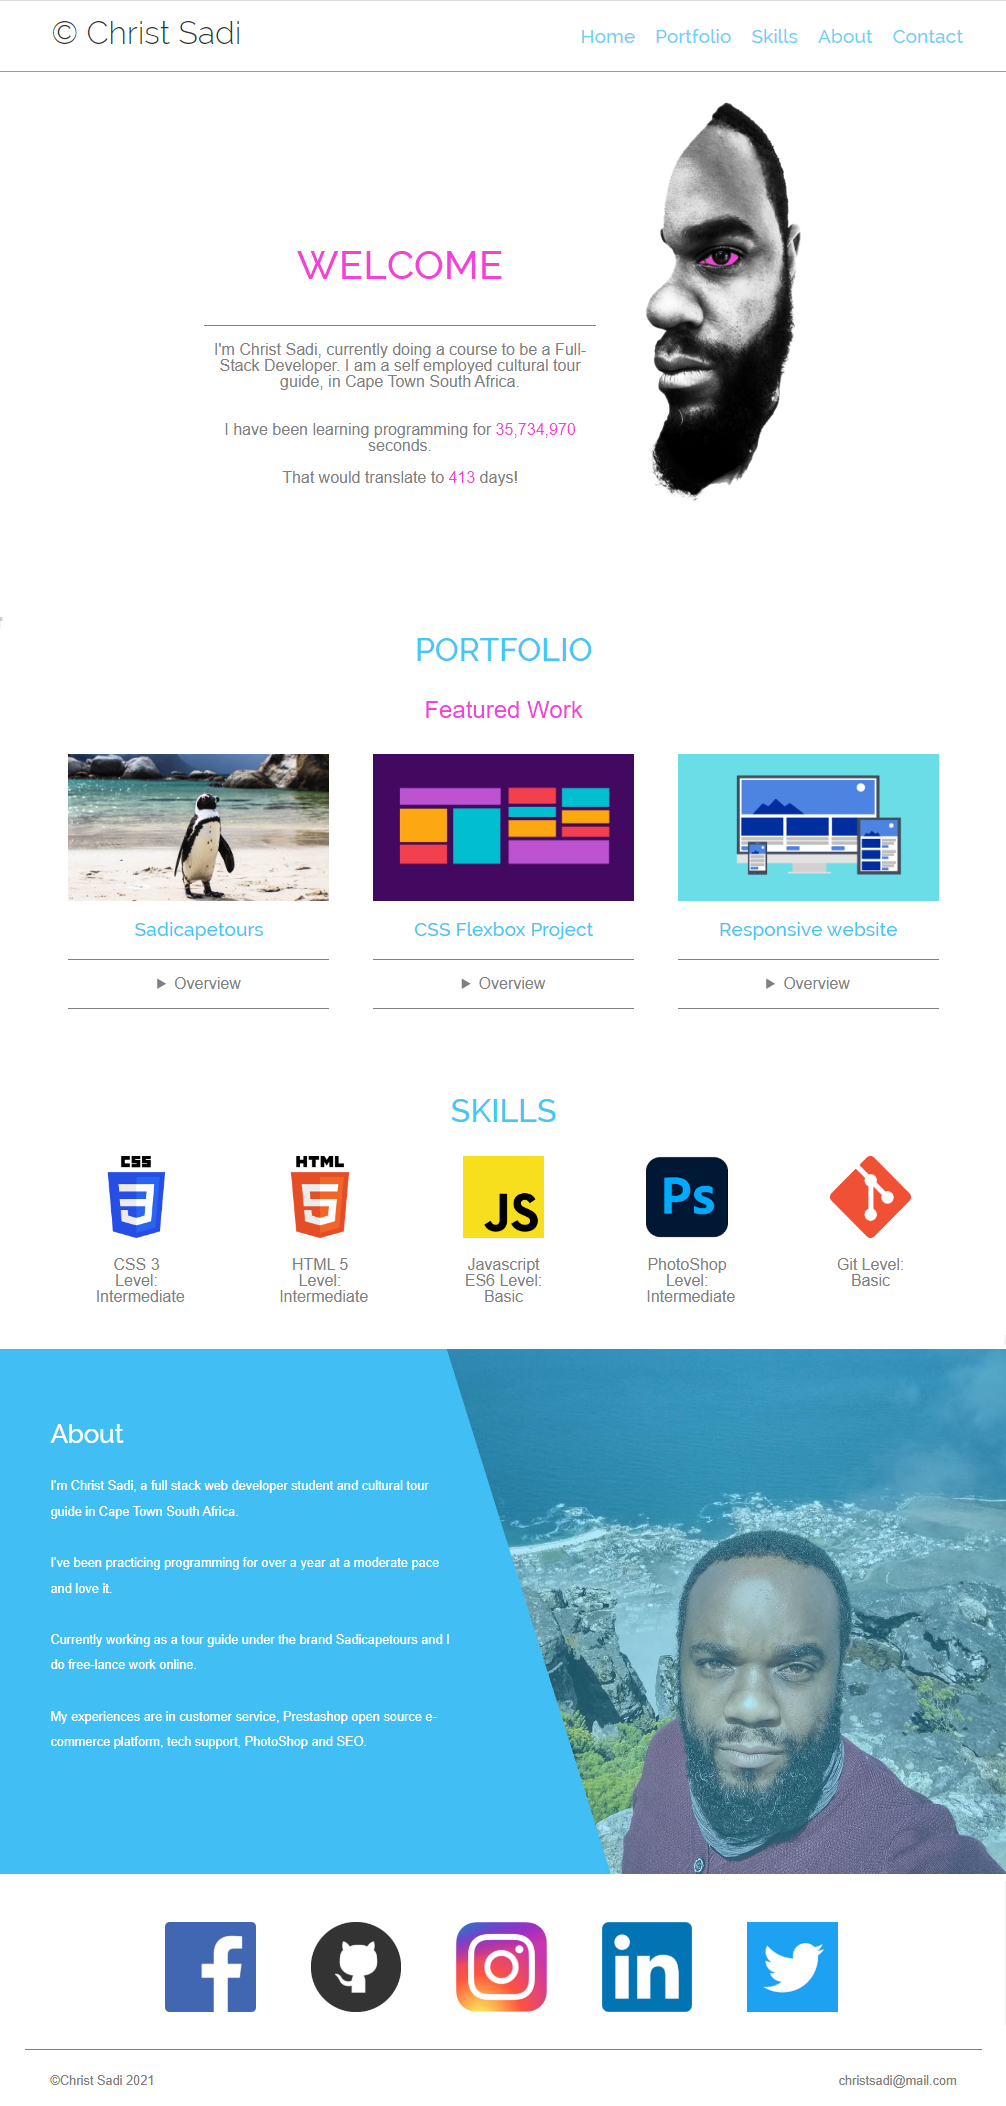 © Christ Sadi
Home Portfolio Skills About Contact
WELCOME
I'm Christ Sadi, currently doing a course to be a Full-
Stack Developer. I am a self employed cultural tour
guide, in Cape Town South Africa.
I have been learning programming for 35,734,970
seconds.
That would translate to 413 days!
PORTFOLIO
Featured Work
Sadicapetours
CSS Flexbox Project
Responsive website
▶ Overview
▶ Overview
▶ Overview
SKILLS
CSS
3
HTML
5
JS
Ps
CSS 3
Level:
Intermediate
HTML 5
Level:
Intermediate
Javascript
ES6 Level:
Basic
PhotoShop
Level:
Intermediate
Git Level:
Basic
About
I'm Christ Sadi, a full stack web developer student and cultural tour
guide in Cape Town South Africa.
I've been practicing programming for over a year at a moderate pace
and love it.
Currently working as a tour guide under the brand Sadicapetours and I
do free-lance work online.
My experiences are in customer service, Prestashop open source e-
commerce platform, tech support, PhotoShop and SEO.
f
in
©Christ Sadi 2021
christsadi@mail.com